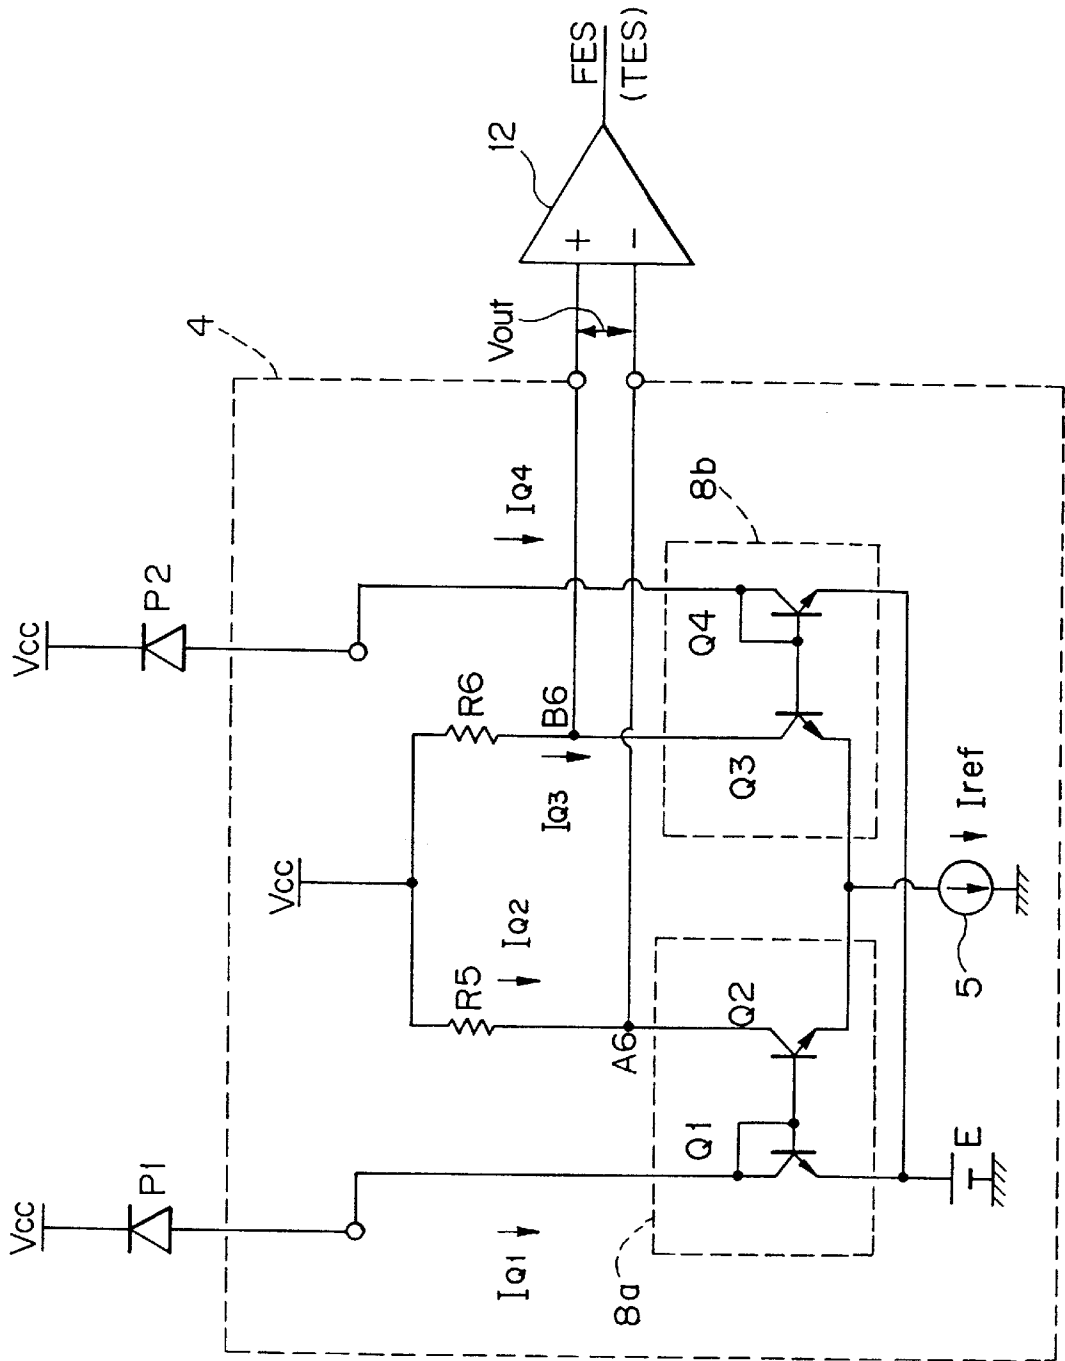 Vcc
P1
Vcc
P2
Vcc
4
R5
R6
IQ1
IQ2
IQ3
IQ4
A6
B6
Vout
12
+
−
FES
(TES)
8a
Q1
Q2
8b
Q3
Q4
5
Iref
E